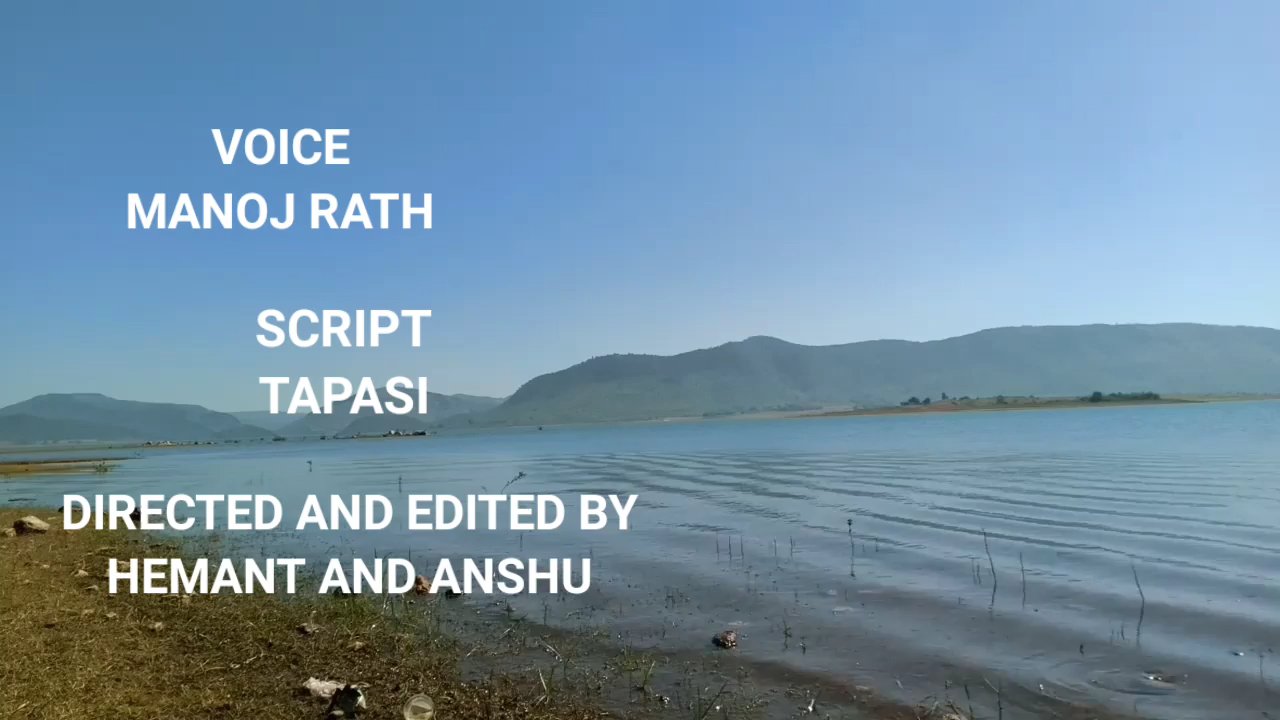 VOICE
MANOJ RATH
SCRIPT
TAPASI
DIRECTED AND EDITED BY
HEMANT AND ANSHU